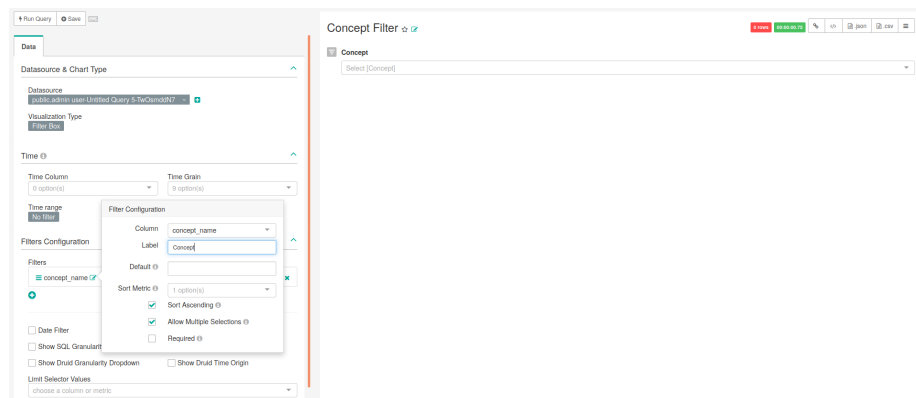 Run Query Save
Data
Datasource & Chart Type
Datasource
public.admin user-Untitled Query 5-TwOsmddN7
Visualization Type
Filter Box
Time
Time Column Time Grain
0 option(s) 9 option(s)
Time range
No filter
Filters Configuration
Filters
concept_name
Date Filter
Show SQL Granularit
Show Druid Granularity Dropdown Show Druid Time Origin
Limit Selector Values
choose a column or metric
Filter Configuration
Column concept_name
Label Concept
Default
Sort Metric 1 option(s)
Sort Ascending
Allow Multiple Selections
Required
Concept Filter
0 rows 00:00:00.75 </> .json .csv
Concept
Select [Concept]